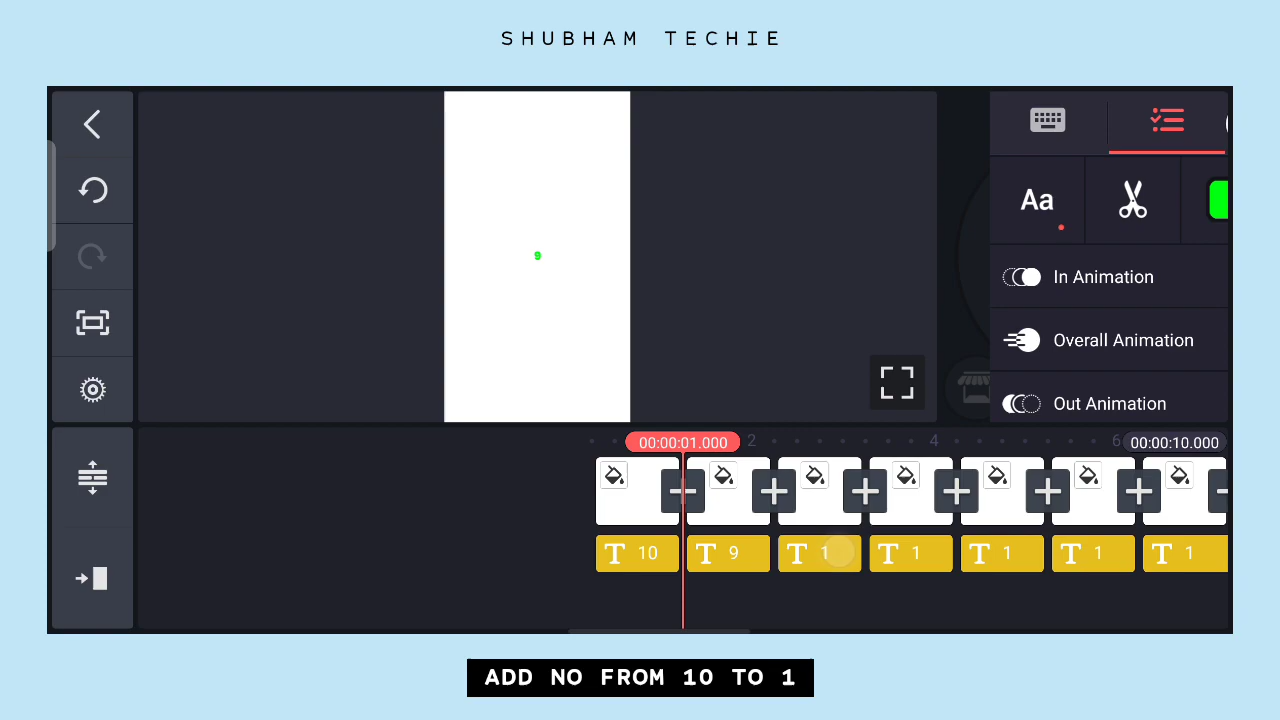 SHUBHAM TECHIE
9
Aa
In Animation
Overall Animation
Out Animation
00:00:01.000 2 4 6 00:00:10.000
T 10 T 9 T 1 T 1 T 1 T 1 T 1
ADD NO FROM 10 TO 1